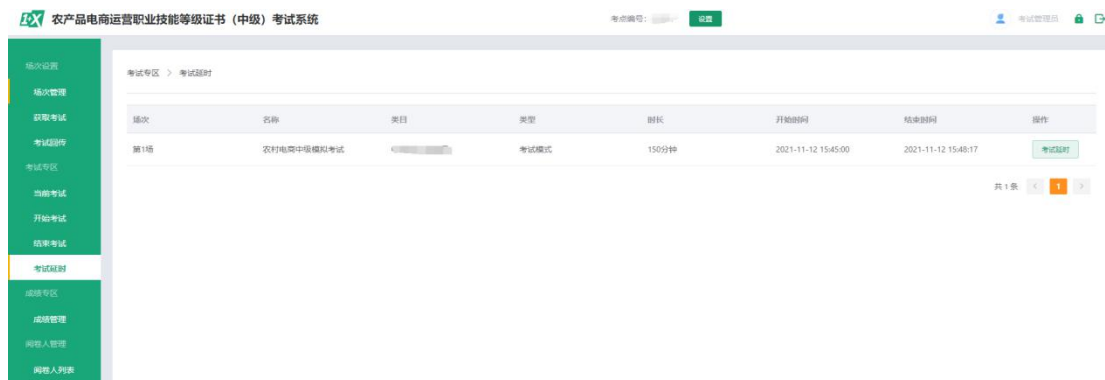 1+X 农产品电商运营职业技能等级证书（中级）考试系统
考点编号： 设置
考试管理员
场次设置
场次管理
获取考试
考试回传
考试专区
当前考试
开始考试
结束考试
考试延时
成绩专区
成绩管理
阅卷人管理
阅卷人列表
考试专区 > 考试延时
场次 名称 类目 类型 时长 开始时间 结束时间 操作
第1场 农村电商中级模拟考试 考试模式 150分钟 2021-11-12 15:45:00 2021-11-12 15:48:17 考试延时
共 1 条 < 1 >